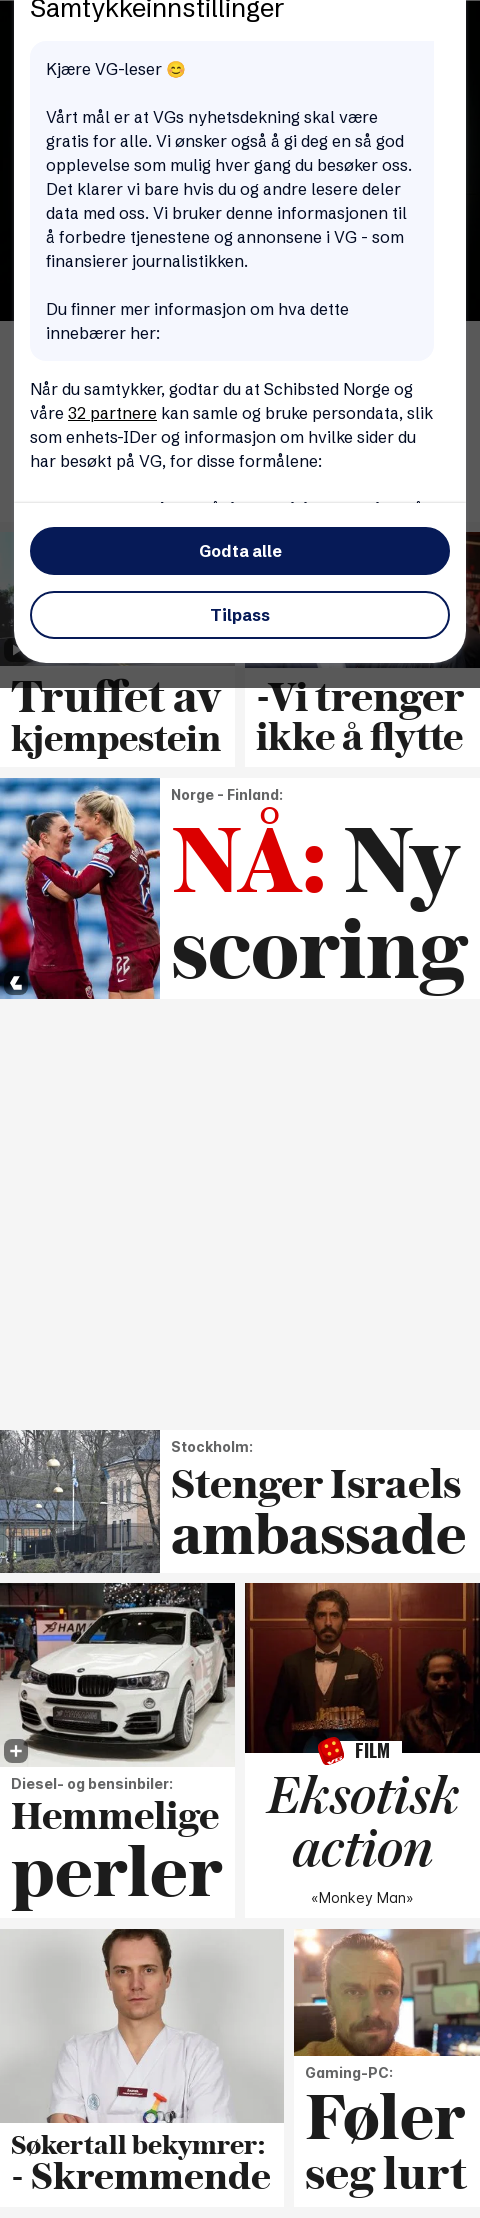 Samtykkeinnstillinger
Kjære VG-leser 😊
Vårt mål er at VGs nyhetsdekning skal være
gratis for alle. Vi ønsker også å gi deg en så god
opplevelse som mulig hver gang du besøker oss.
Det klarer vi bare hvis du og andre lesere deler
data med oss. Vi bruker denne informasjonen til
å forbedre tjenestene og annonsene i VG - som
finansierer journalistikken.
Du finner mer informasjon om hva dette
innebærer her:
Når du samtykker, godtar du at Schibsted Norge og
våre 32 partnere kan samle og bruke persondata, slik
som enhets-IDer og informasjon om hvilke sider du
har besøkt på VG, for disse formålene:
Godta alle
Tilpass
Truffet av
kjempestein
-Vi trenger
ikke å flytte
Norge - Finland:
NÅ: Ny
scoring
22
Stockholm:
Stenger Israels
ambassade
HAMA
Diesel- og bensinbiler:
Hemmelige
perler
FILM
Eksotisk
action
«Monkey Man»
Søkertall bekymrer:
- Skremmende
Gaming-PC:
Føler
seg lurt